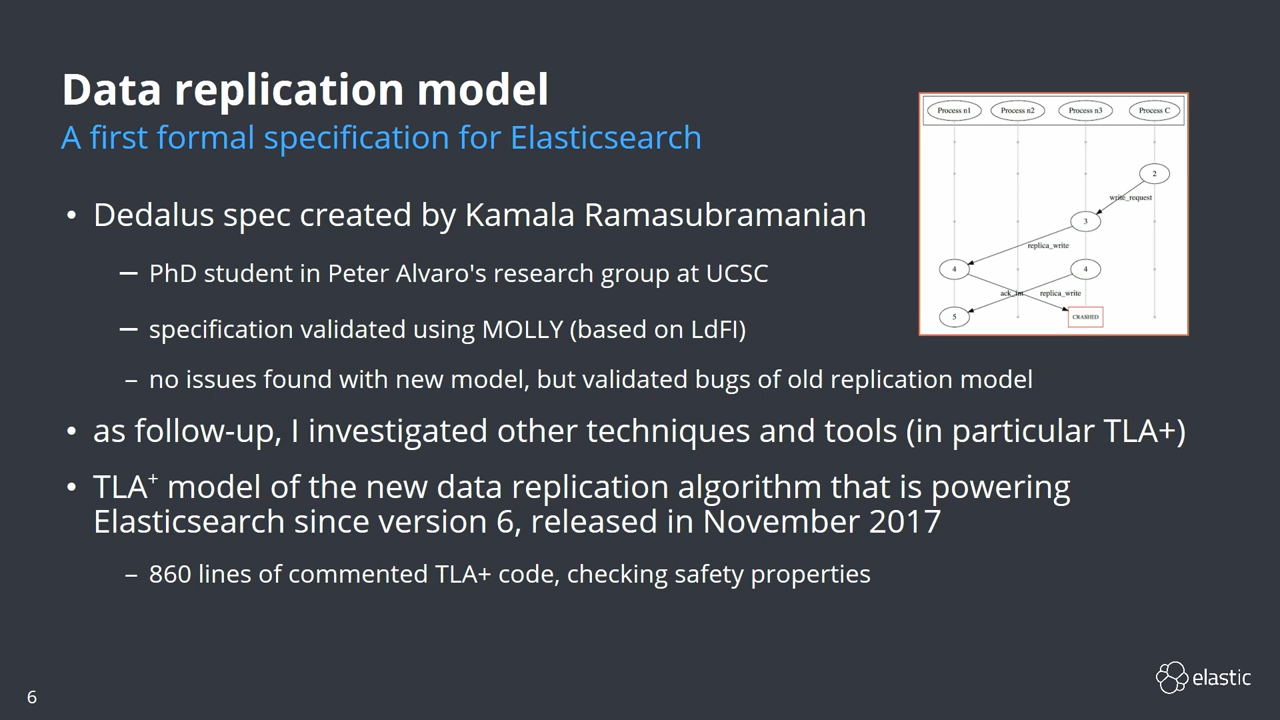 Data replication model
A first formal specification for Elasticsearch
• Dedalus spec created by Kamala Ramasubramanian
– PhD student in Peter Alvaro's research group at UCSC
– specification validated using MOLLY (based on LdFI)
– no issues found with new model, but validated bugs of old replication model
• as follow-up, I investigated other techniques and tools (in particular TLA+)
• TLA+ model of the new data replication algorithm that is powering
Elasticsearch since version 6, released in November 2017
– 860 lines of commented TLA+ code, checking safety properties
Process n1 Process n2 Process n3 Process C
2
write_request
3
replica_write
4 4
replica_write
5 CRASHED
6
elastic